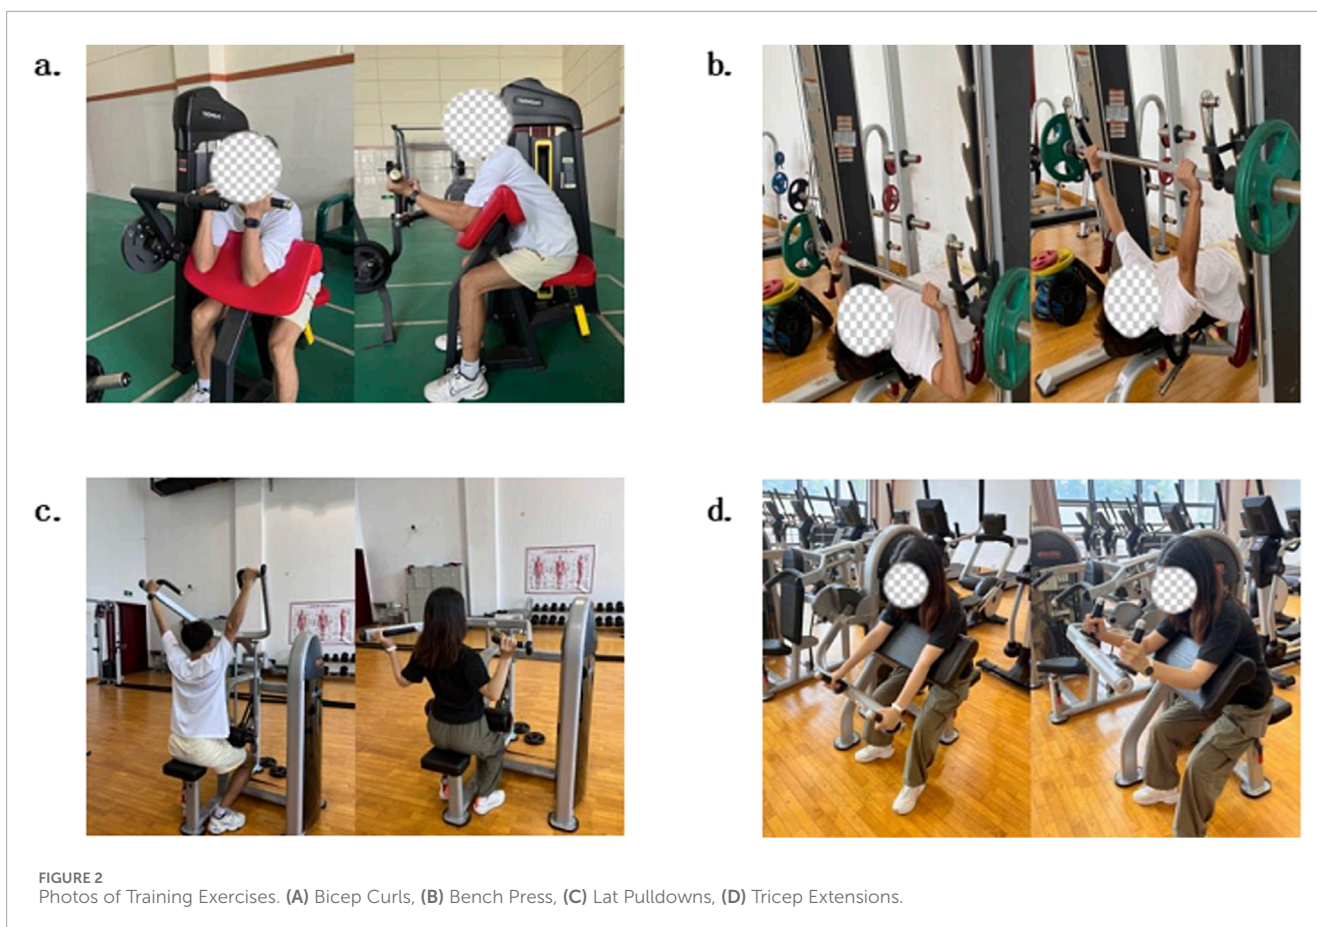 a.
b.
c.
d.
FIGURE 2
Photos of Training Exercises. (A) Bicep Curls, (B) Bench Press, (C) Lat Pulldowns, (D) Tricep Extensions.